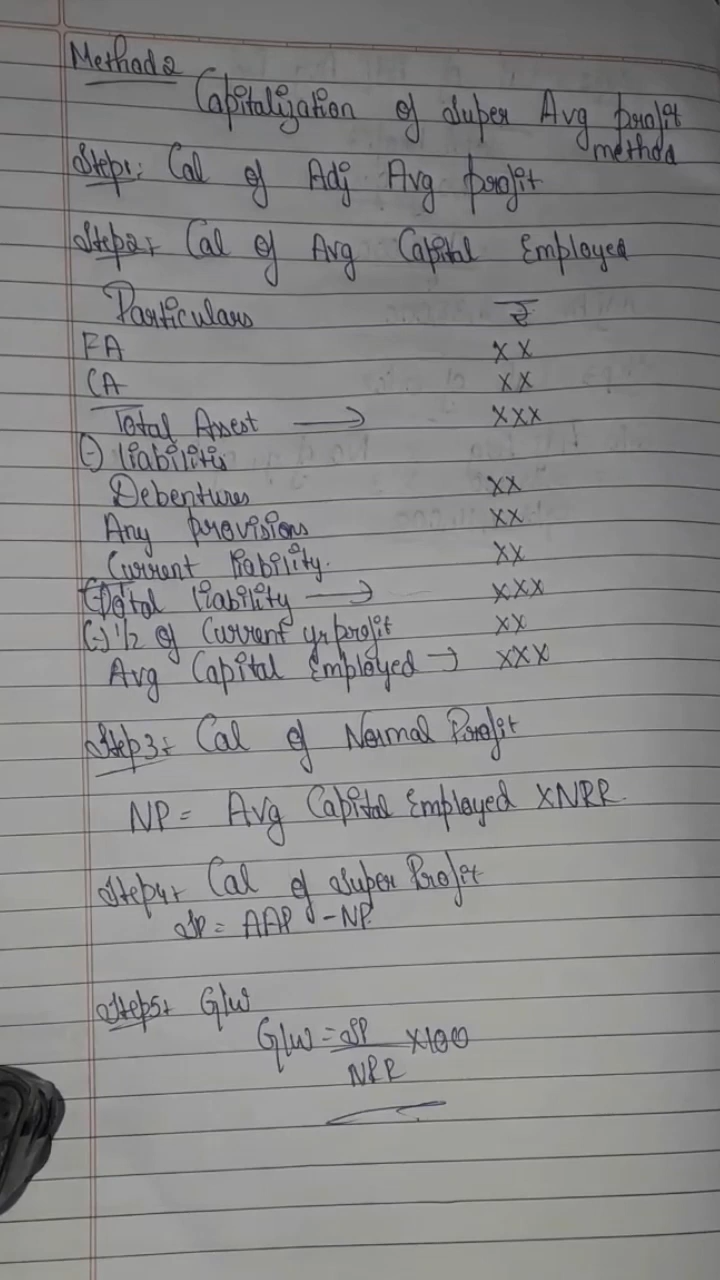 Method 2
Capitalization of Super Avg profit
method
Step1: Cal of Adj Avg profit
Step2: Cal of Avg Capital Employed
Particulars ₹
FA XX
CA XX
Total Assest → XXX
(-) liabilitis
Debentures XX
Any provisions XX
Current liability. XX
(-) Total liability → XXX
(-) 1/2 of Current yr profit XX
Avg Capital Employed → XXX
Step3: Cal of Normal Profit
NP = Avg Capital Employed X NRR.
Step4: Cal of Super Profit
SP = AAP - NP.
Step5: G/w
G/w = SP X 100
NRR